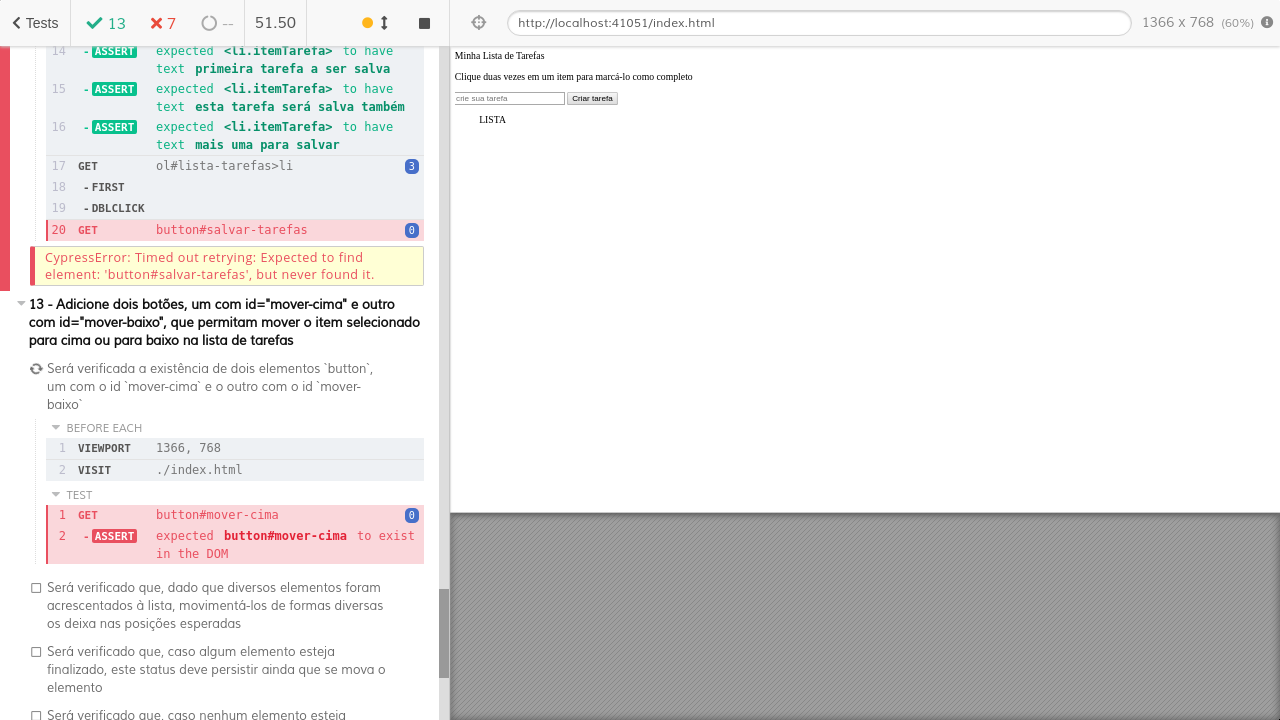 Tests
13
7
--
51.50
http://localhost:41051/index.html
1366 x 768 (60%)
14 - ASSERT expected <li.itemTarefa> to have
text primeira tarefa a ser salva
15 - ASSERT expected <li.itemTarefa> to have
text esta tarefa será salva também
16 - ASSERT expected <li.itemTarefa> to have
text mais uma para salvar
17 GET ol#lista-tarefas>li 3
18 - FIRST
19 - DBLCLICK
20 GET button#salvar-tarefas 0
CypressError: Timed out retrying: Expected to find
element: 'button#salvar-tarefas', but never found it.
13 - Adicione dois botões, um com id="mover-cima" e outro
com id="mover-baixo", que permitam mover o item selecionado
para cima ou para baixo na lista de tarefas
Será verificada a existência de dois elementos `button`,
um com o id `mover-cima` e o outro com o id `mover-
baixo`
BEFORE EACH
1 VIEWPORT 1366, 768
2 VISIT ./index.html
TEST
1 GET button#mover-cima 0
2 - ASSERT expected button#mover-cima to exist
in the DOM
Será verificado que, dado que diversos elementos foram
acrescentados à lista, movimentá-los de formas diversas
os deixa nas posições esperadas
Será verificado que, caso algum elemento esteja
finalizado, este status deve persistir ainda que se mova o
elemento
Será verificado que, caso nenhum elemento esteja
Minha Lista de Tarefas
Clique duas vezes em um item para marcá-lo como completo
crie sua tarefa
Criar tarefa
LISTA